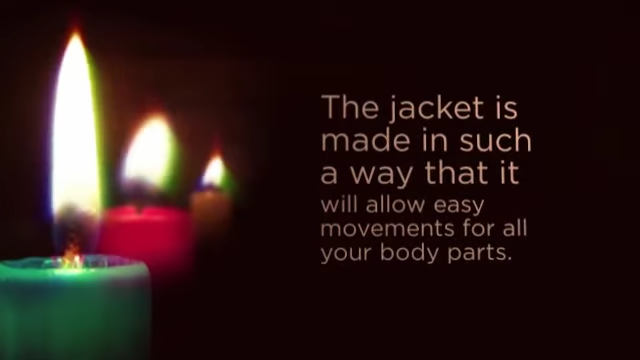 The jacket is
made in such
a way that it
will allow easy
movements for all
your body parts.